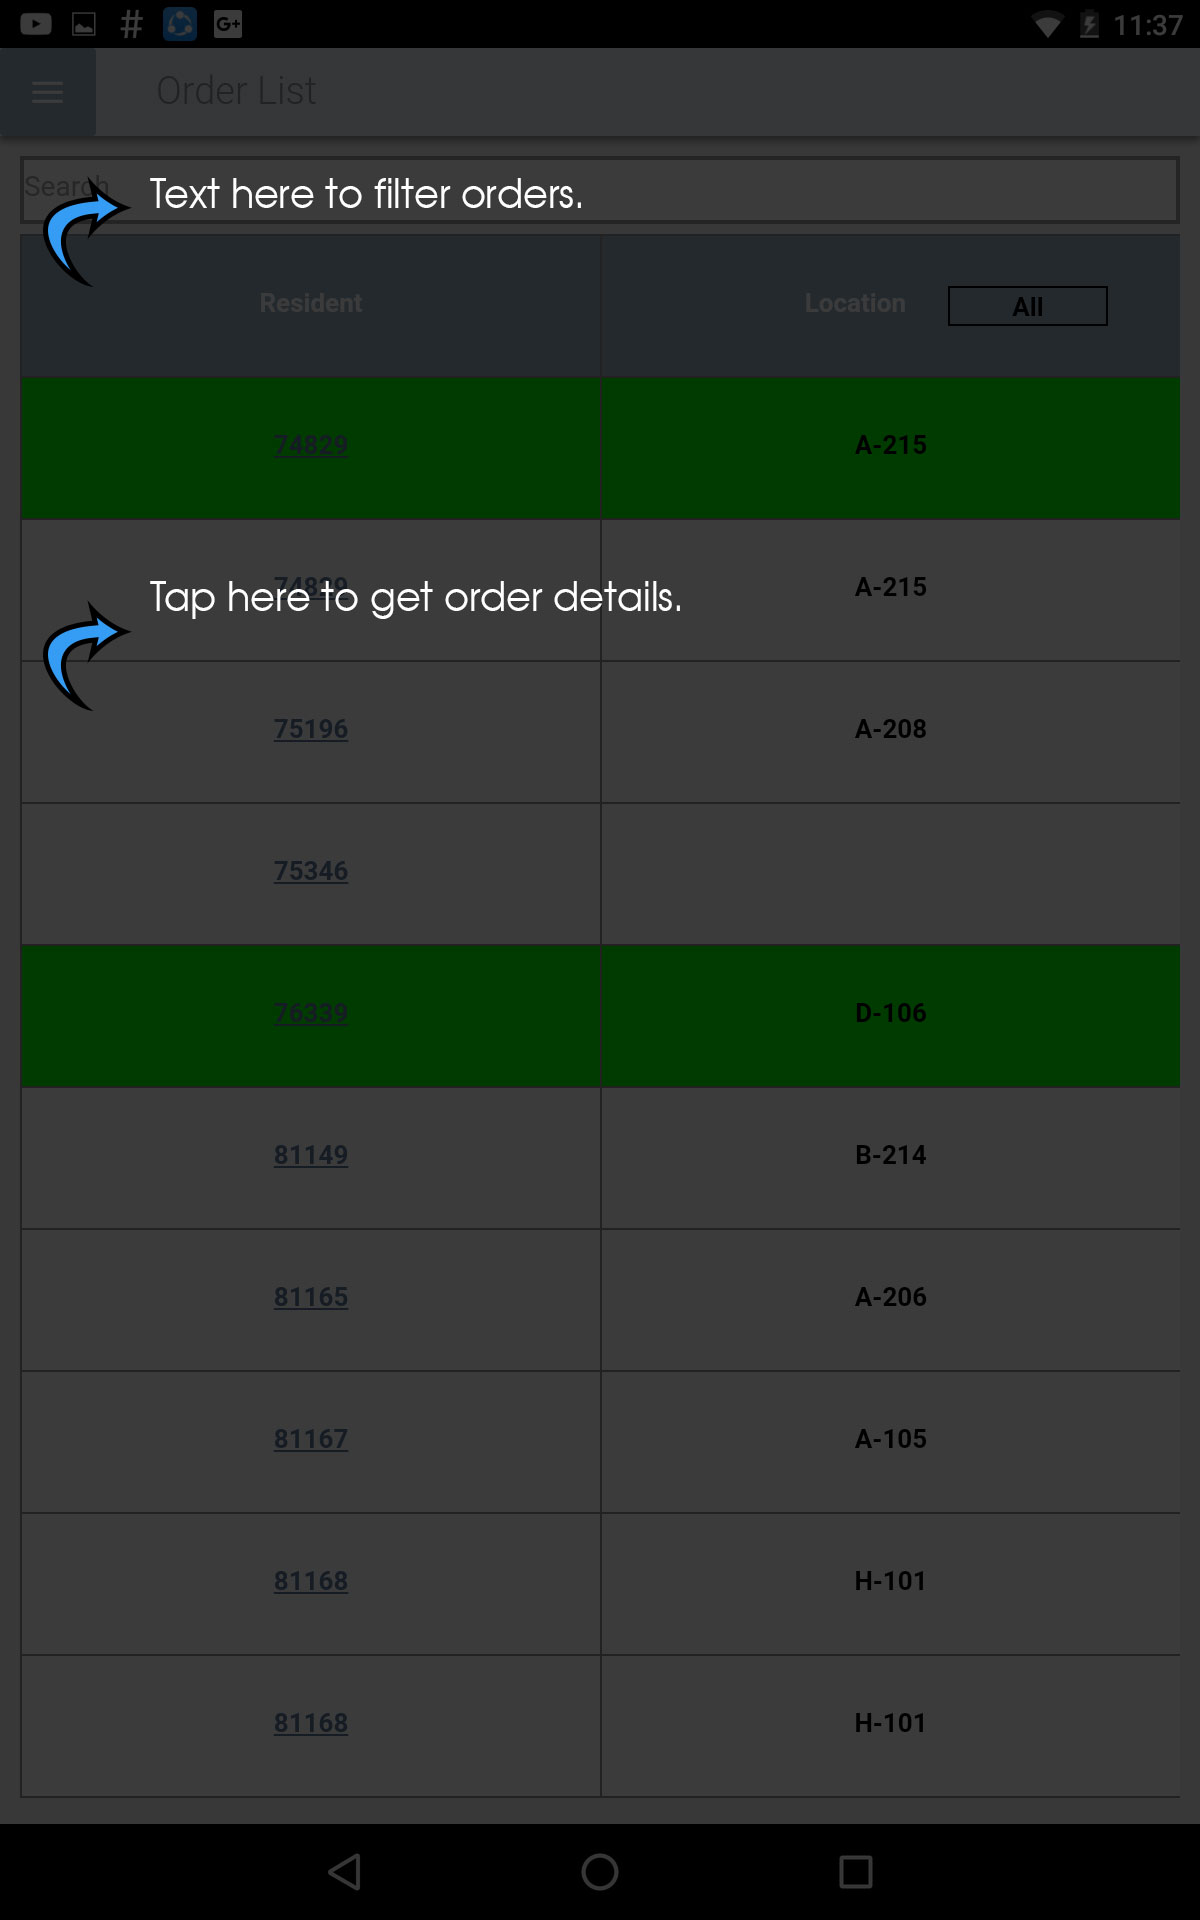 11:37
Order List
Search
Text here to filter orders.
Resident Location All
74829 A-215
74829 A-215
Tap here to get order details.
75196 A-208
75346
76339 D-106
81149 B-214
81165 A-206
81167 A-105
81168 H-101
81168 H-101